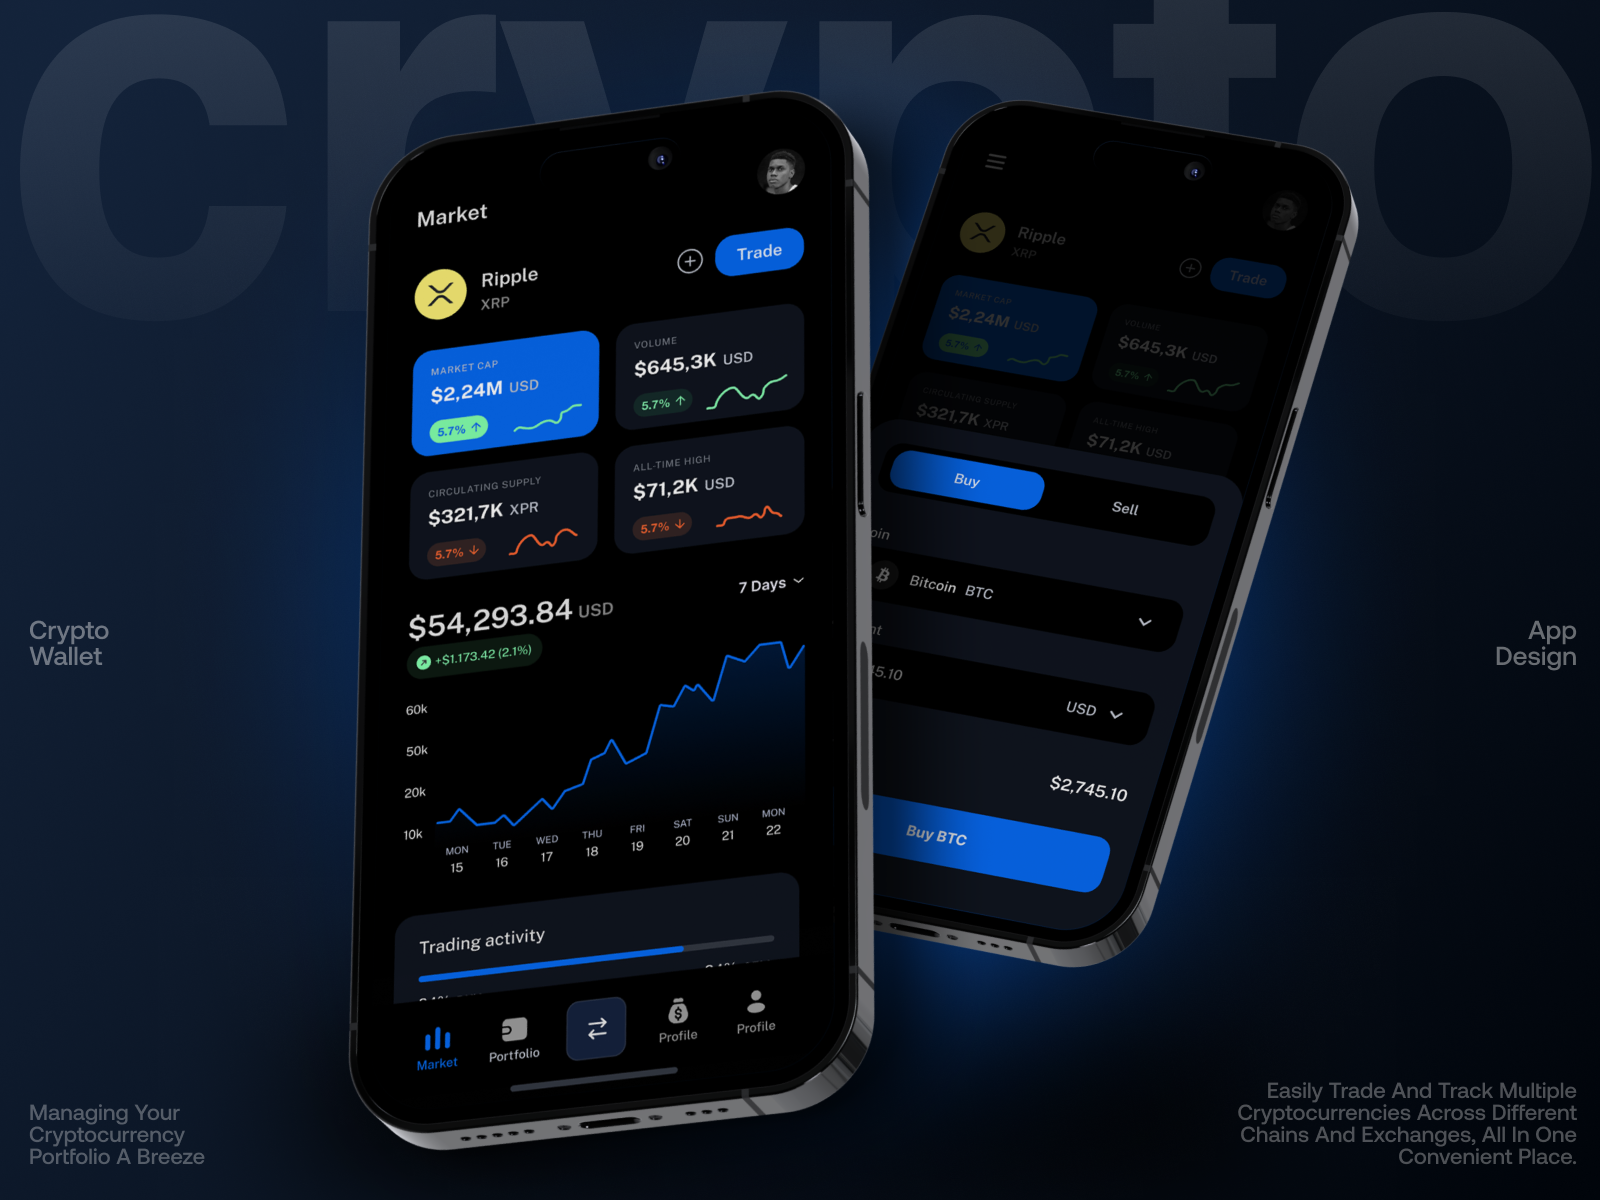 crypto
Market
Ripple
XRP
Trade
MARKET CAP
$2,24M USD
5.7%
VOLUME
$645,3K USD
5.7%
CIRCULATING SUPPLY
$321,7K XPR
5.7%
ALL-TIME HIGH
$71,2K USD
5.7%
$54,293.84 USD
7 Days
+$1.173.42 (2.1%)
60k
50k
20k
10k
MON TUE WED THU FRI SAT SUN MON
15 16 17 18 19 20 21 22
Trading activity
Market
Portfolio
Profile
Profile
Ripple
XRP
Trade
MARKET CAP
$2,24M USD
5.7%
VOLUME
$645,3K USD
5.7%
CIRCULATING SUPPLY
$321,7K XPR
ALL-TIME HIGH
$71,2K USD
Buy
Sell
oin
Bitcoin BTC
nt
45.10
USD
$2,745.10
Buy BTC
Crypto
Wallet
App
Design
Managing Your
Cryptocurrency
Portfolio A Breeze
Easily Trade And Track Multiple
Cryptocurrencies Across Different
Chains And Exchanges, All In One
Convenient Place.